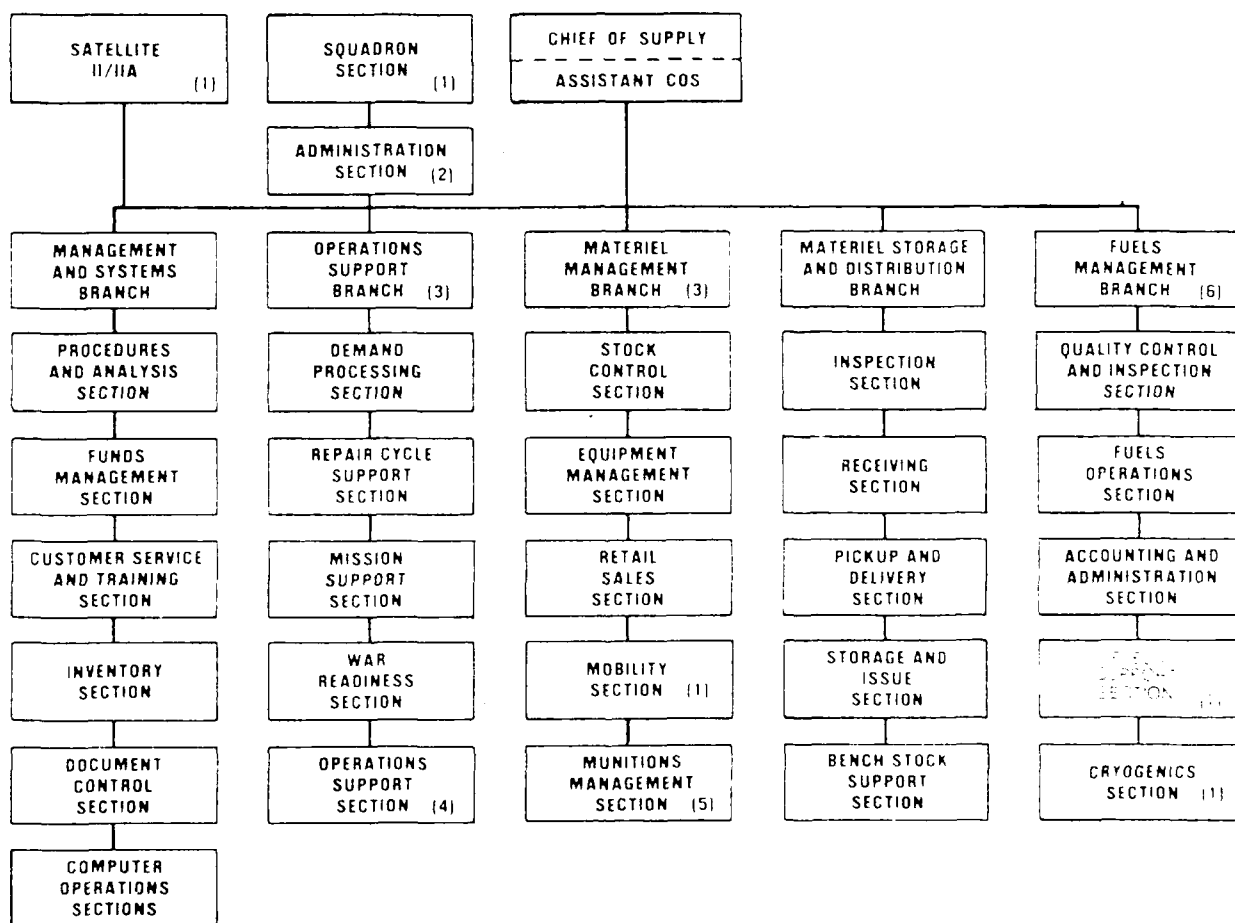 SATELLITE
II/IIA
(1)
SQUADRON
SECTION
(1)
CHIEF OF SUPPLY
ASSISTANT COS
ADMINISTRATION
SECTION (2)
MANAGEMENT
AND SYSTEMS
BRANCH
OPERATIONS
SUPPORT
BRANCH (3)
MATERIEL
MANAGEMENT
BRANCH (3)
MATERIEL STORAGE
AND DISTRIBUTION
BRANCH
FUELS
MANAGEMENT
BRANCH (6)
PROCEDURES
AND ANALYSIS
SECTION
DEMAND
PROCESSING
SECTION
STOCK
CONTROL
SECTION
INSPECTION
SECTION
QUALITY CONTROL
AND INSPECTION
SECTION
FUNDS
MANAGEMENT
SECTION
REPAIR CYCLE
SUPPORT
SECTION
EQUIPMENT
MANAGEMENT
SECTION
RECEIVING
SECTION
FUELS
OPERATIONS
SECTION
CUSTOMER SERVICE
AND TRAINING
SECTION
MISSION
SUPPORT
SECTION
RETAIL
SALES
SECTION
PICKUP AND
DELIVERY
SECTION
ACCOUNTING AND
ADMINISTRATION
SECTION
INVENTORY
SECTION
WAR
READINESS
SECTION
MOBILITY
SECTION (1)
STORAGE AND
ISSUE
SECTION
SUPPORT
SECTION
DOCUMENT
CONTROL
SECTION
OPERATIONS
SUPPORT
SECTION (4)
MUNITIONS
MANAGEMENT
SECTION (5)
BENCH STOCK
SUPPORT
SECTION
CRYOGENICS
SECTION (1)
COMPUTER
OPERATIONS
SECTIONS